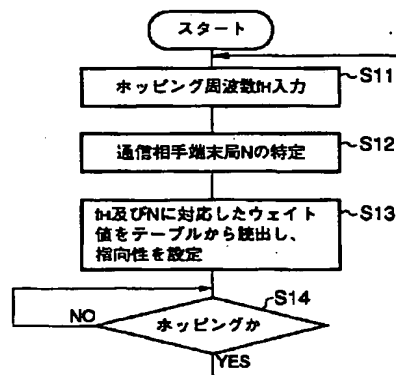 スタート
ホッピング周波数fH入力
S11
通信相手端末局Nの特定
S12
fH及びNに対応したウェイト
値をテーブルから読出し、
指向性を設定
S13
S14
ホッピングか
NO
YES